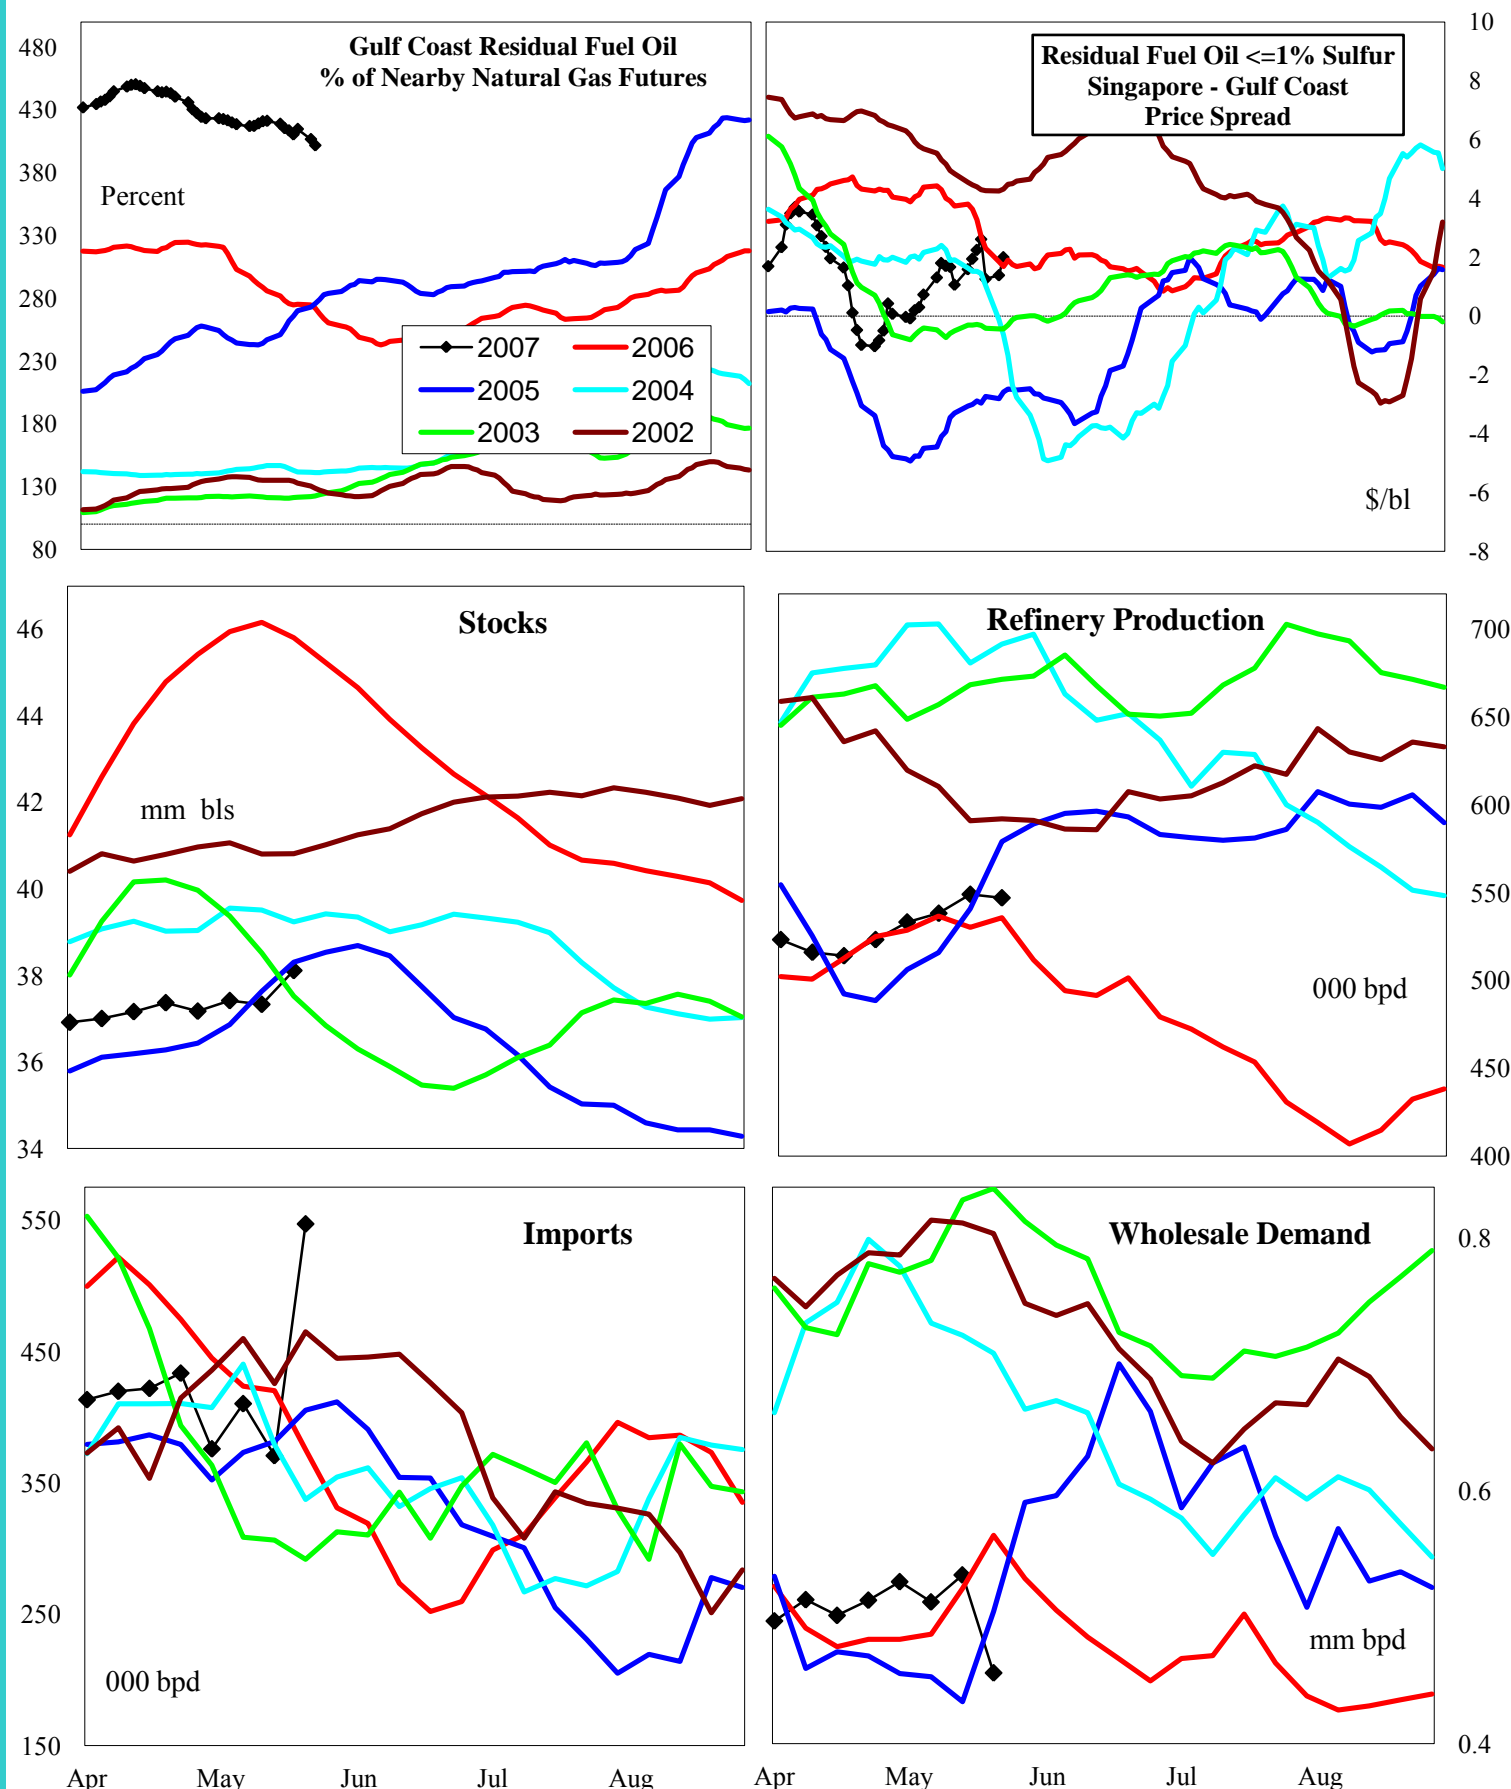 Gulf Coast Residual Fuel Oil
% of Nearby Natural Gas Futures
480
430
380
330
280
230
180
130
80
Percent
2007 2006
2005 2004
2003 2002
Residual Fuel Oil <=1% Sulfur
Singapore - Gulf Coast
Price Spread
10
8
6
4
2
0
-2
-4
-6
-8
$/bl
Stocks
46
44
42
40
38
36
34
mm bls
Refinery Production
700
650
600
550
500
450
400
000 bpd
Imports
550
450
350
250
150
000 bpd
Apr May Jun Jul Aug
Wholesale Demand
0.8
0.6
0.4
mm bpd
Apr May Jun Jul Aug